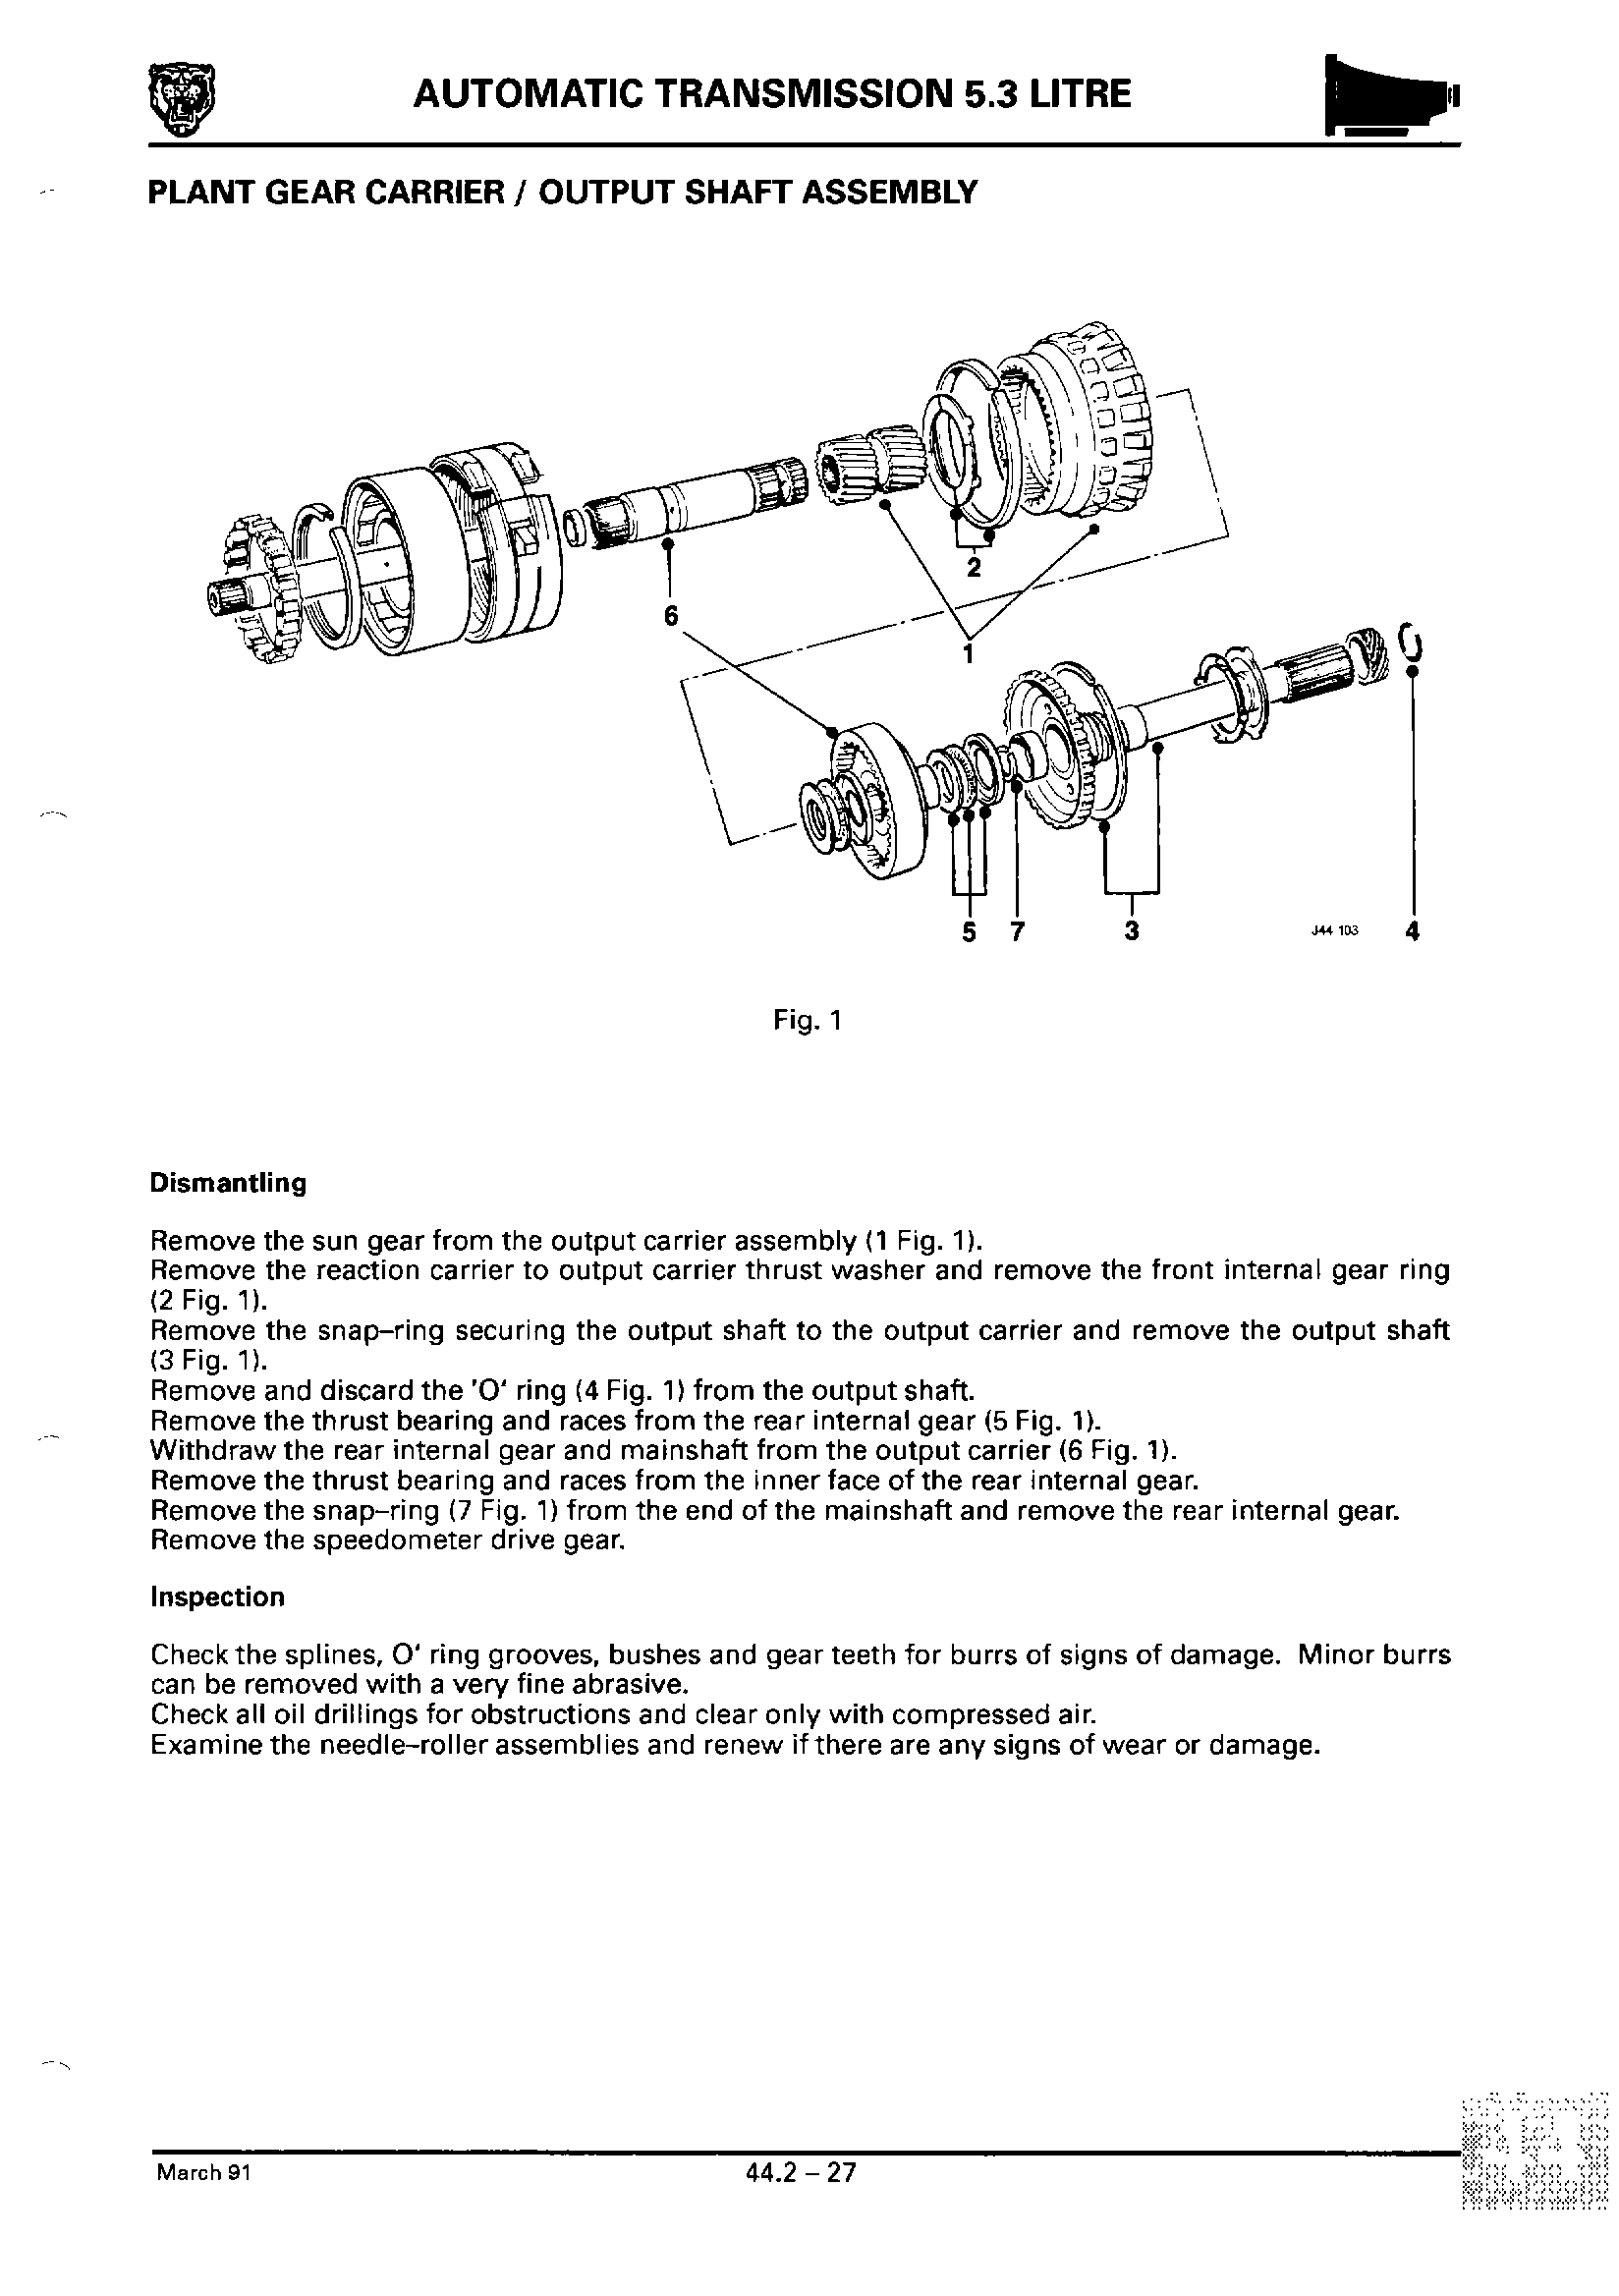 AUTOMATIC TRANSMISSION 5.3 LITRE
PLANT GEAR CARRIER / OUTPUT SHAFT ASSEMBLY
2
6
1
5 7 3 J44 103 4
Fig. 1
Dismantling
Remove the sun gear from the output carrier assembly (1 Fig. 1).
Remove the reaction carrier to output carrier thrust washer and remove the front internal gear ring
(2 Fig. 1).
Remove the snap–ring securing the output shaft to the output carrier and remove the output shaft
(3 Fig. 1).
Remove and discard the 'O' ring (4 Fig. 1) from the output shaft.
Remove the thrust bearing and races from the rear internal gear (5 Fig. 1).
Withdraw the rear internal gear and mainshaft from the output carrier (6 Fig. 1).
Remove the thrust bearing and races from the inner face of the rear internal gear.
Remove the snap–ring (7 Fig. 1) from the end of the mainshaft and remove the rear internal gear.
Remove the speedometer drive gear.
Inspection
Check the splines, O' ring grooves, bushes and gear teeth for burrs of signs of damage. Minor burrs
can be removed with a very fine abrasive.
Check all oil drillings for obstructions and clear only with compressed air.
Examine the needle–roller assemblies and renew if there are any signs of wear or damage.
March 91
44.2 – 27